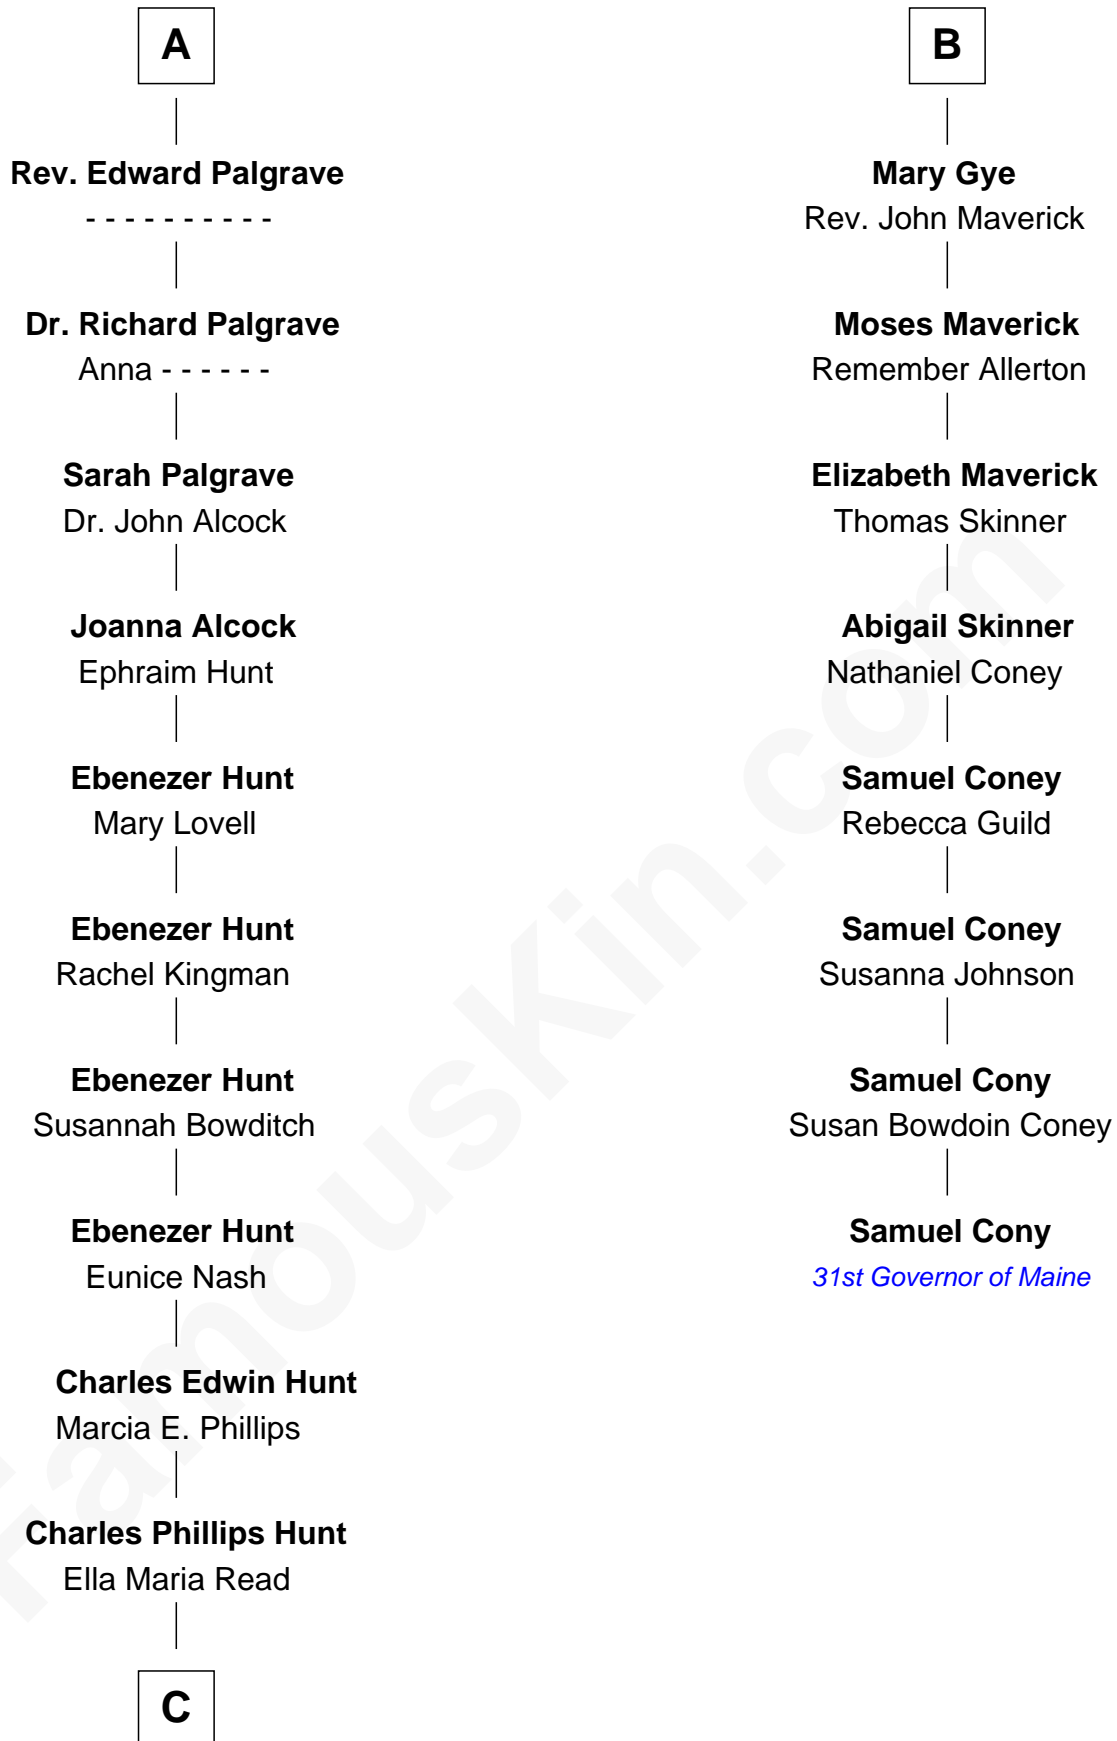 A
Rev. Edward Palgrave
- - - - - - - - - -
Dr. Richard Palgrave
Anna - - - - - -
Sarah Palgrave
Dr. John Alcock
Joanna Alcock
Ephraim Hunt
Ebenezer Hunt
Mary Lovell
Ebenezer Hunt
Rachel Kingman
Ebenezer Hunt
Susannah Bowditch
Ebenezer Hunt
Eunice Nash
Charles Edwin Hunt
Marcia E. Phillips
Charles Phillips Hunt
Ella Maria Read
C
B
Mary Gye
Rev. John Maverick
Moses Maverick
Remember Allerton
Elizabeth Maverick
Thomas Skinner
Abigail Skinner
Nathaniel Coney
Samuel Coney
Rebecca Guild
Samuel Coney
Susanna Johnson
Samuel Cony
Susan Bowdoin Coney
Samuel Cony
31st Governor of Maine
FamousKin.com